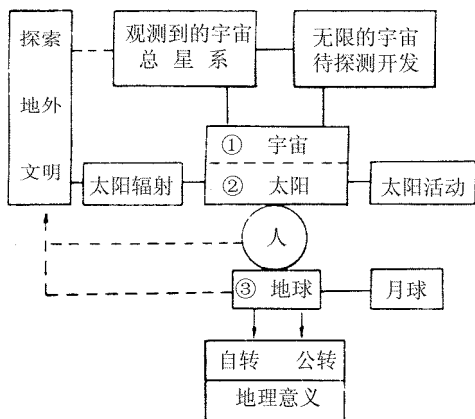 探索
地外
文明
观测到的宇宙
总星系
无限的宇宙
待探测开发
① 宇宙
② 太阳
太阳辐射
太阳活动
人
③ 地球
月球
自转 公转
地理意义